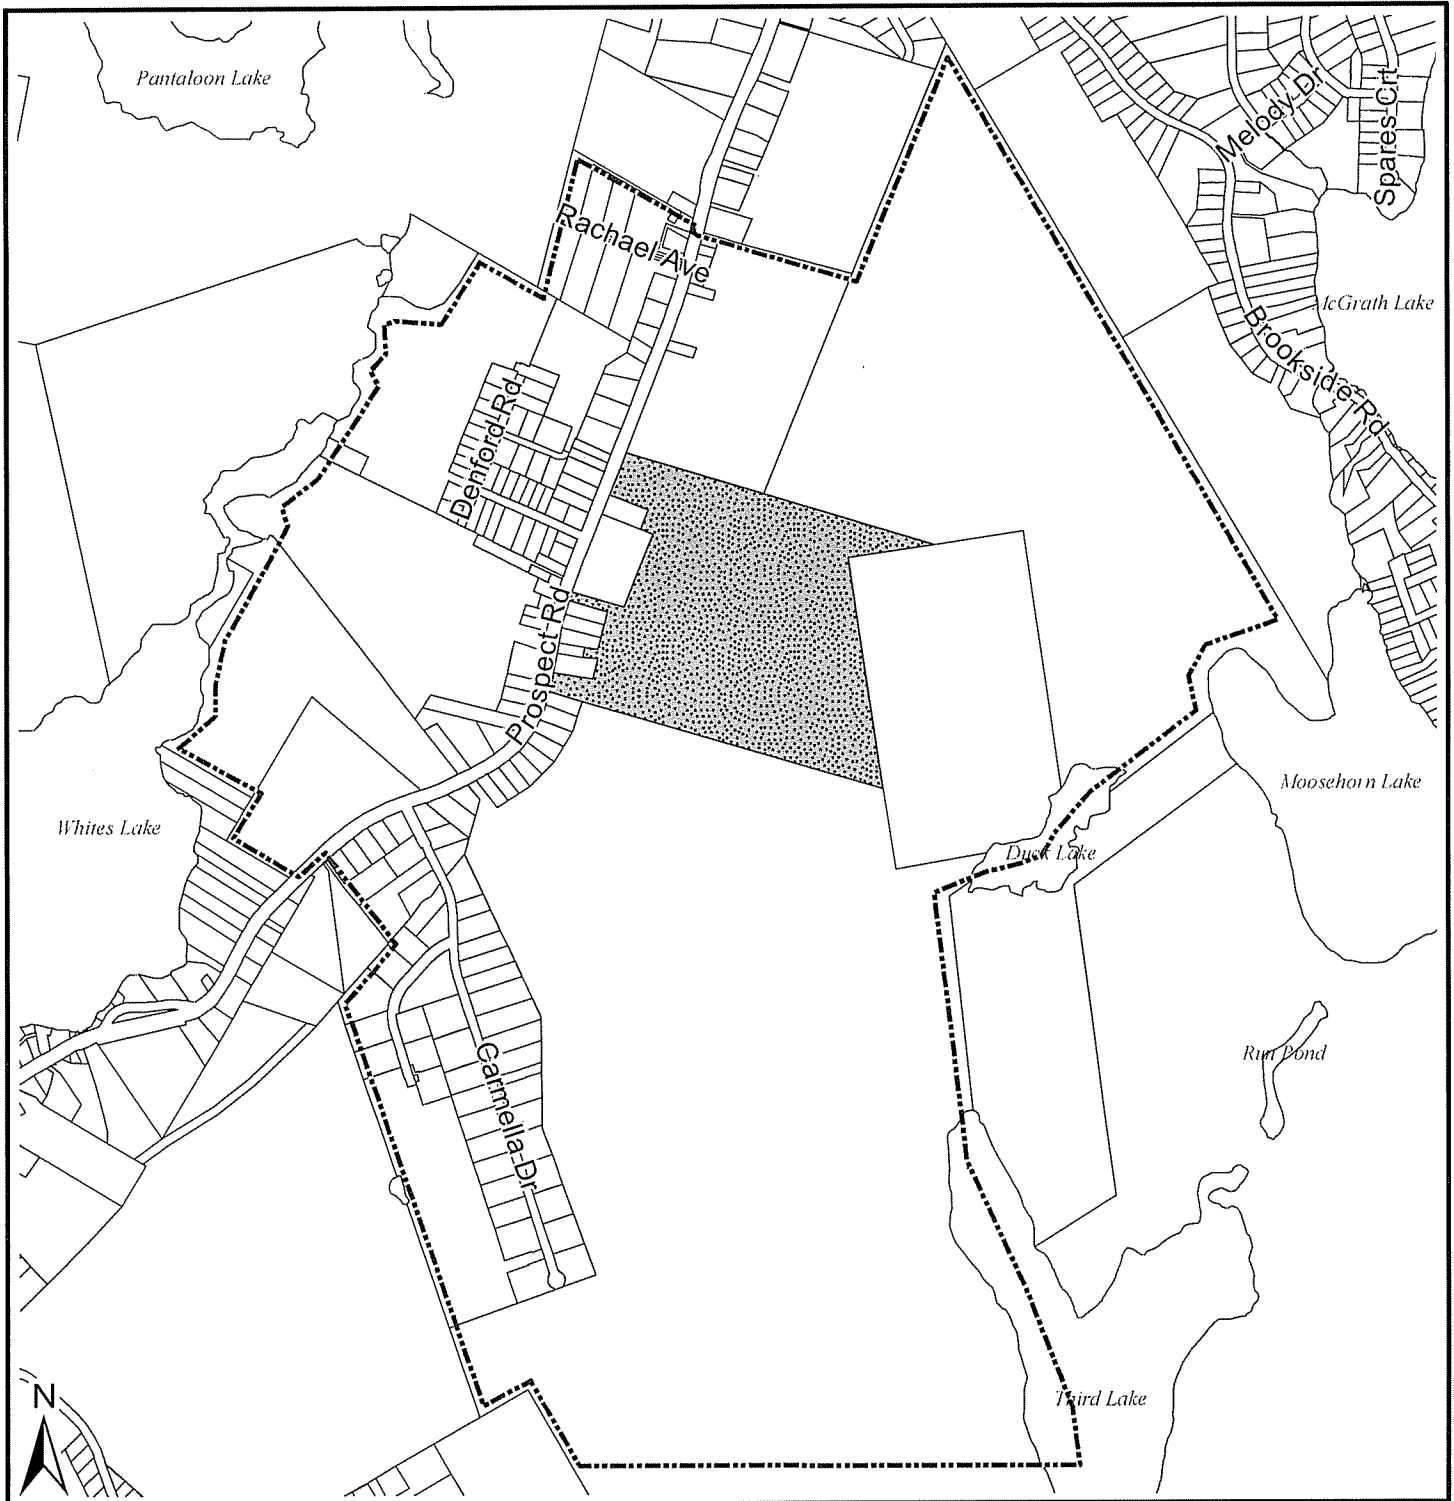 Pantaloon Lake
Melody Dr
Spares Crt
Rachael Ave
McGrath Lake
Brookside Rd
Denford Rd
Prospect Rd
Moosehorn Lake
Whites Lake
Duck Lake
Run Pond
Carmella Dr
Third Lake
N